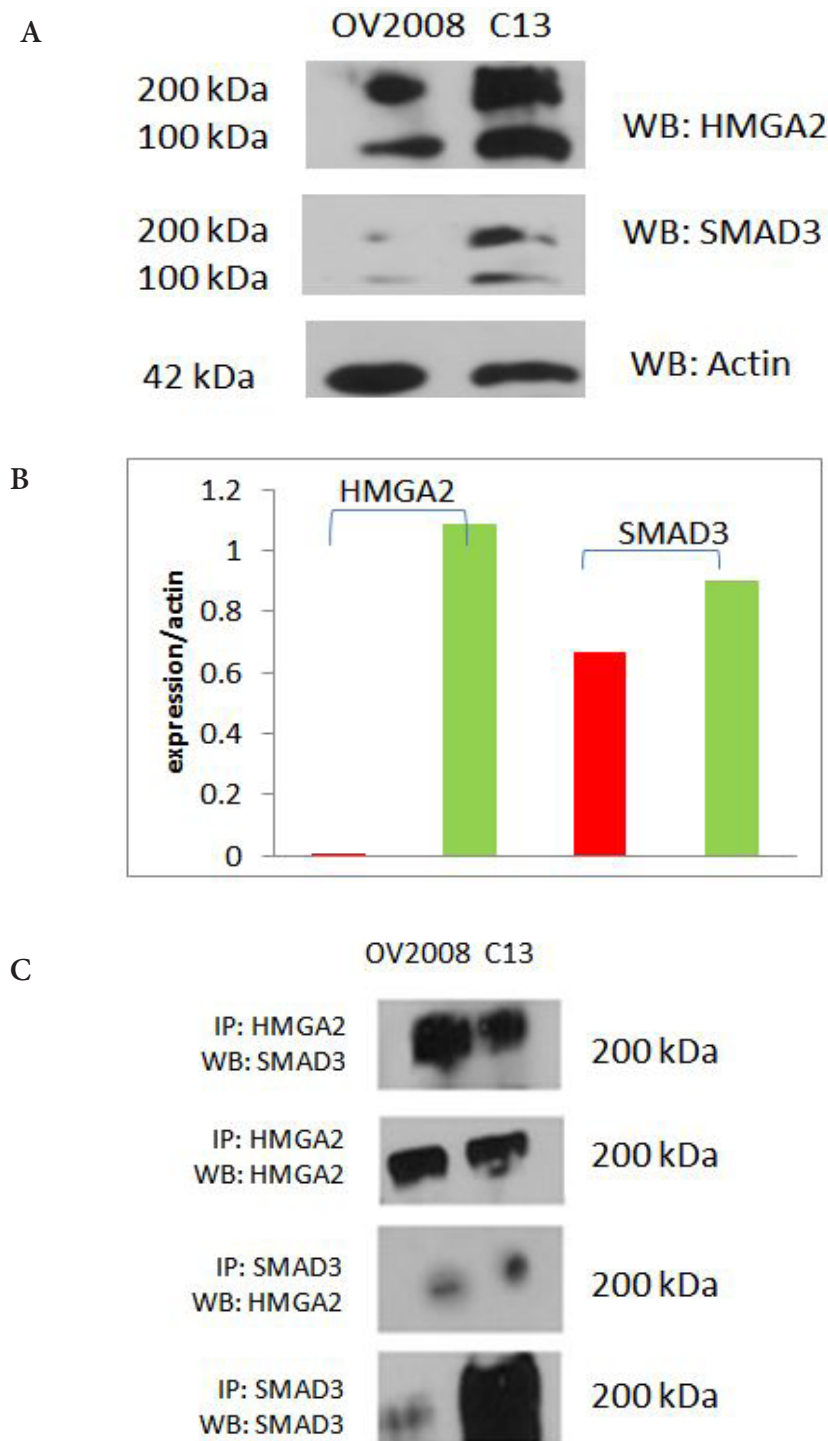 A
OV2008 C13
200 kDa
100 kDa
WB: HMGA2
200 kDa
100 kDa
WB: SMAD3
42 kDa
WB: Actin
B
expression/actin
1.2
1
0.8
0.6
0.4
0.2
0
HMGA2
SMAD3
C
OV2008 C13
IP: HMGA2
WB: SMAD3
200 kDa
IP: HMGA2
WB: HMGA2
200 kDa
IP: SMAD3
WB: HMGA2
200 kDa
IP: SMAD3
WB: SMAD3
200 kDa